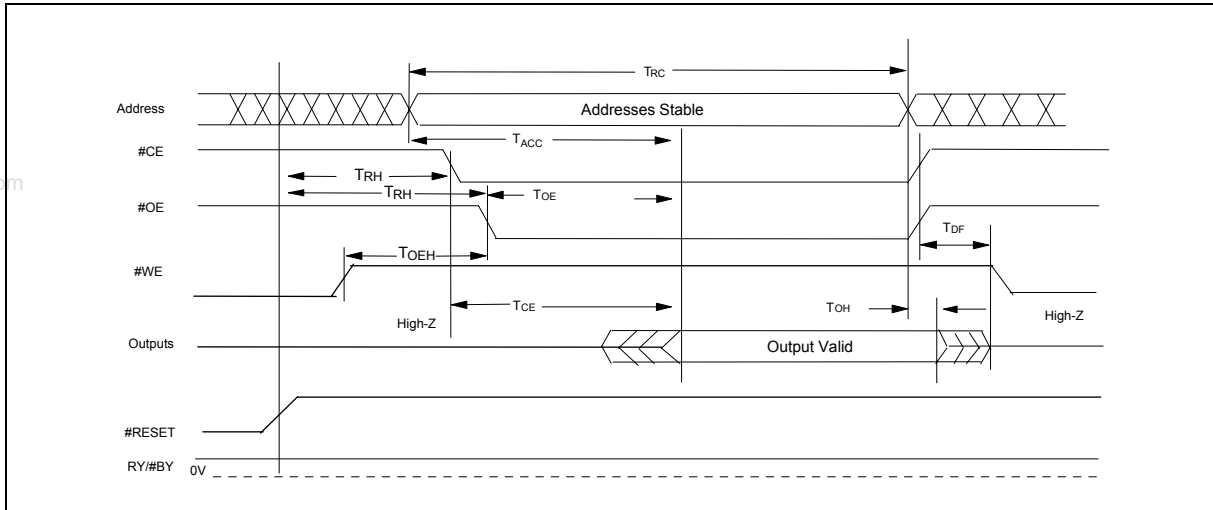 TRC
Address
Addresses Stable
TACC
#CE
om
TRH
TRH
TOE
#OE
TDF
TOEH
#WE
TCE
TOH
High-Z
High-Z
Outputs
Output Valid
#RESET
RY/#BY
0V